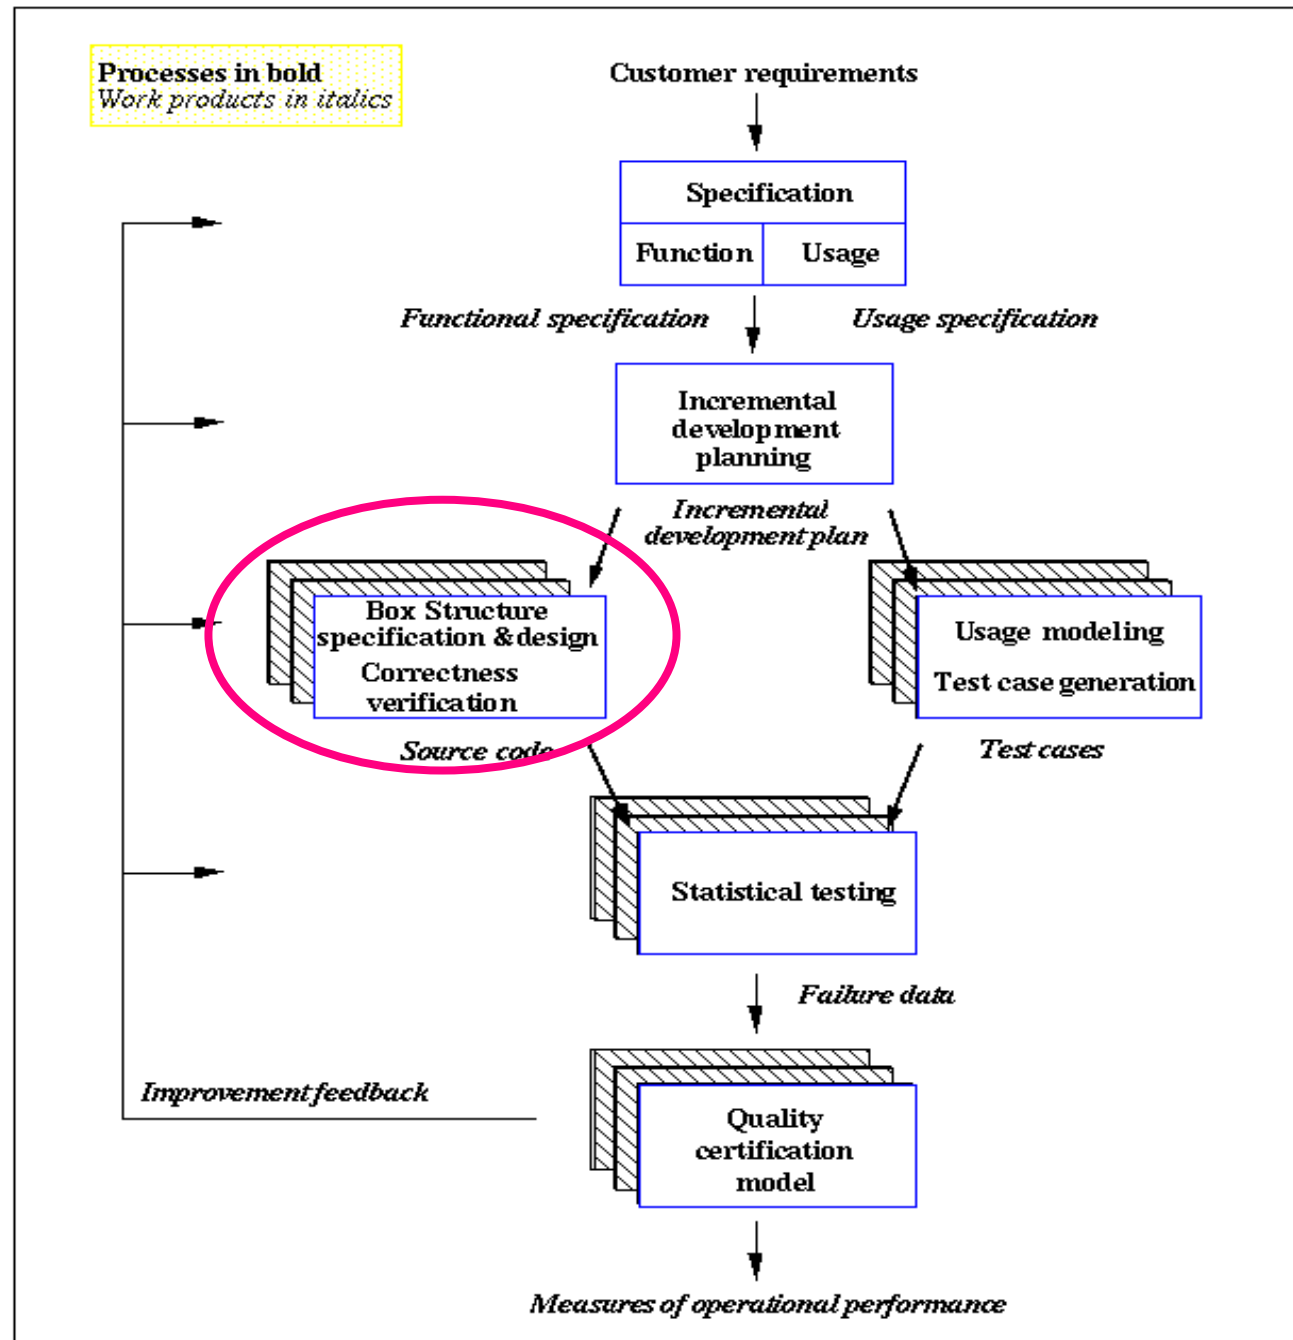 Processes in bold
Work products in italics
Customer requirements
Specification
Function
Usage
Functional specification
Usage specification
Incremental
development
planning
Incremental
development plan
Box Structure
specification & design
Correctness
verification
Usage modeling
Test case generation
Source code
Test cases
Statistical testing
Failure data
Improvement feedback
Quality
certification
model
Measures of operational performance